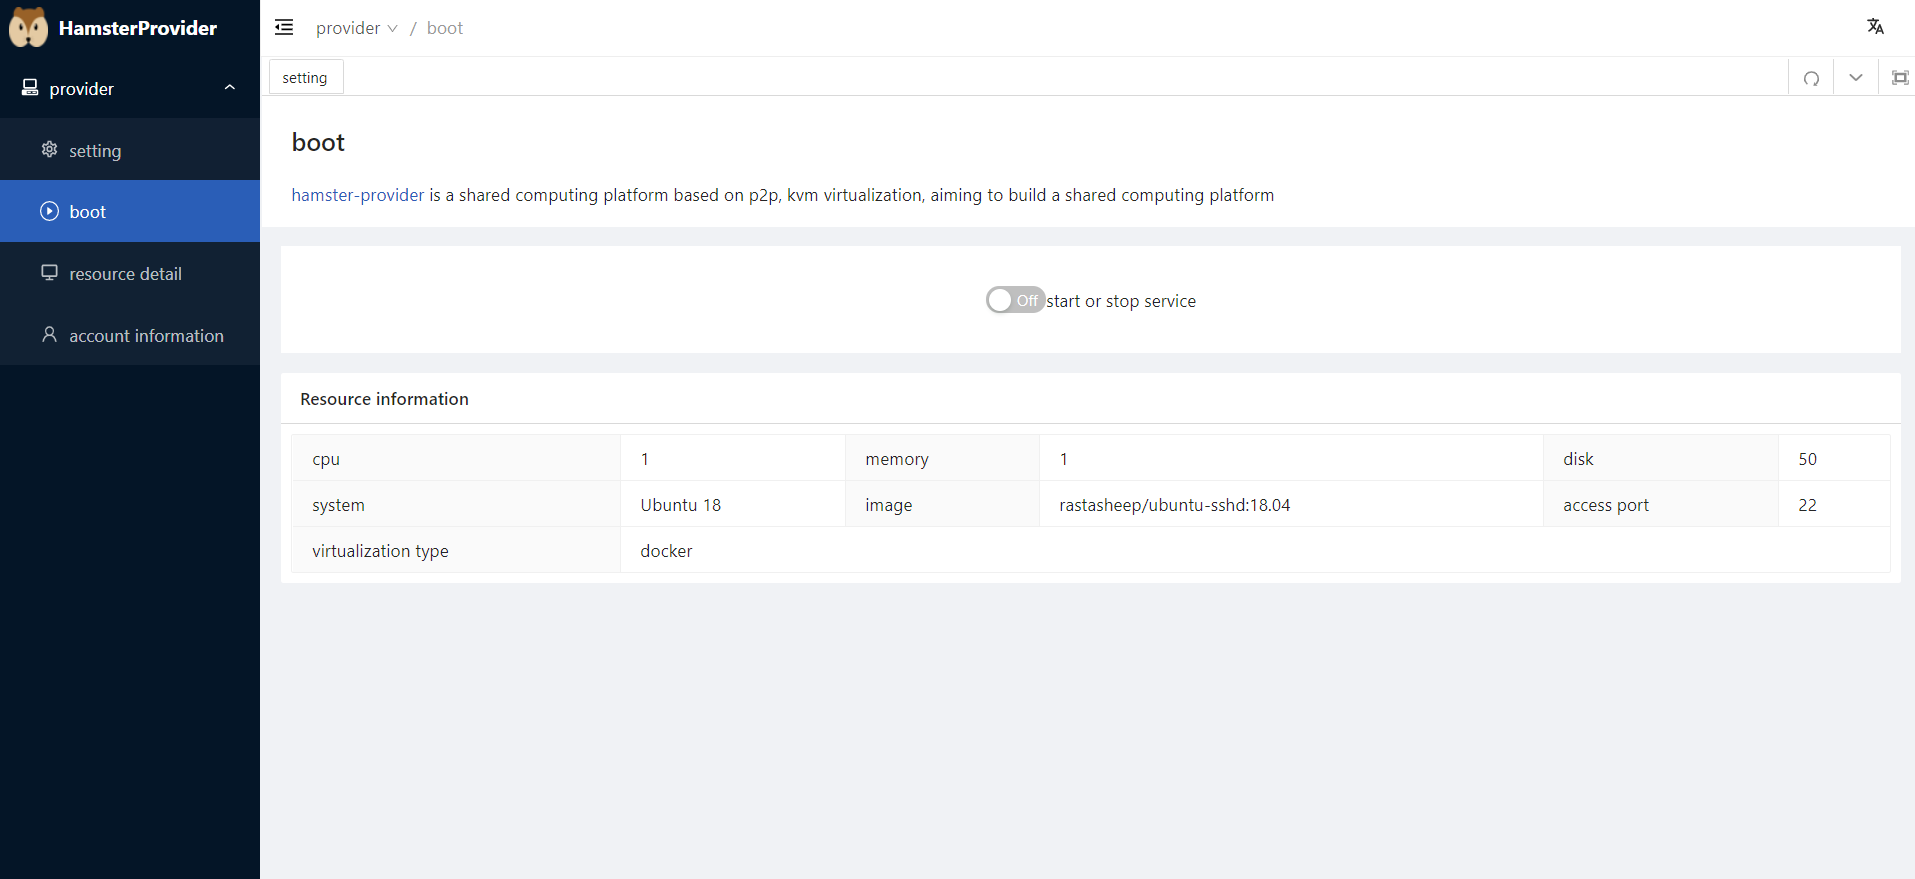 HamsterProvider
provider / boot
provider
setting
setting
boot
resource detail
account information
boot
hamster-provider is a shared computing platform based on p2p, kvm virtualization, aiming to build a shared computing platform
Off start or stop service
Resource information
cpu 1 memory 1 disk 50
system Ubuntu 18 image rastasheep/ubuntu-sshd:18.04 access port 22
virtualization type docker